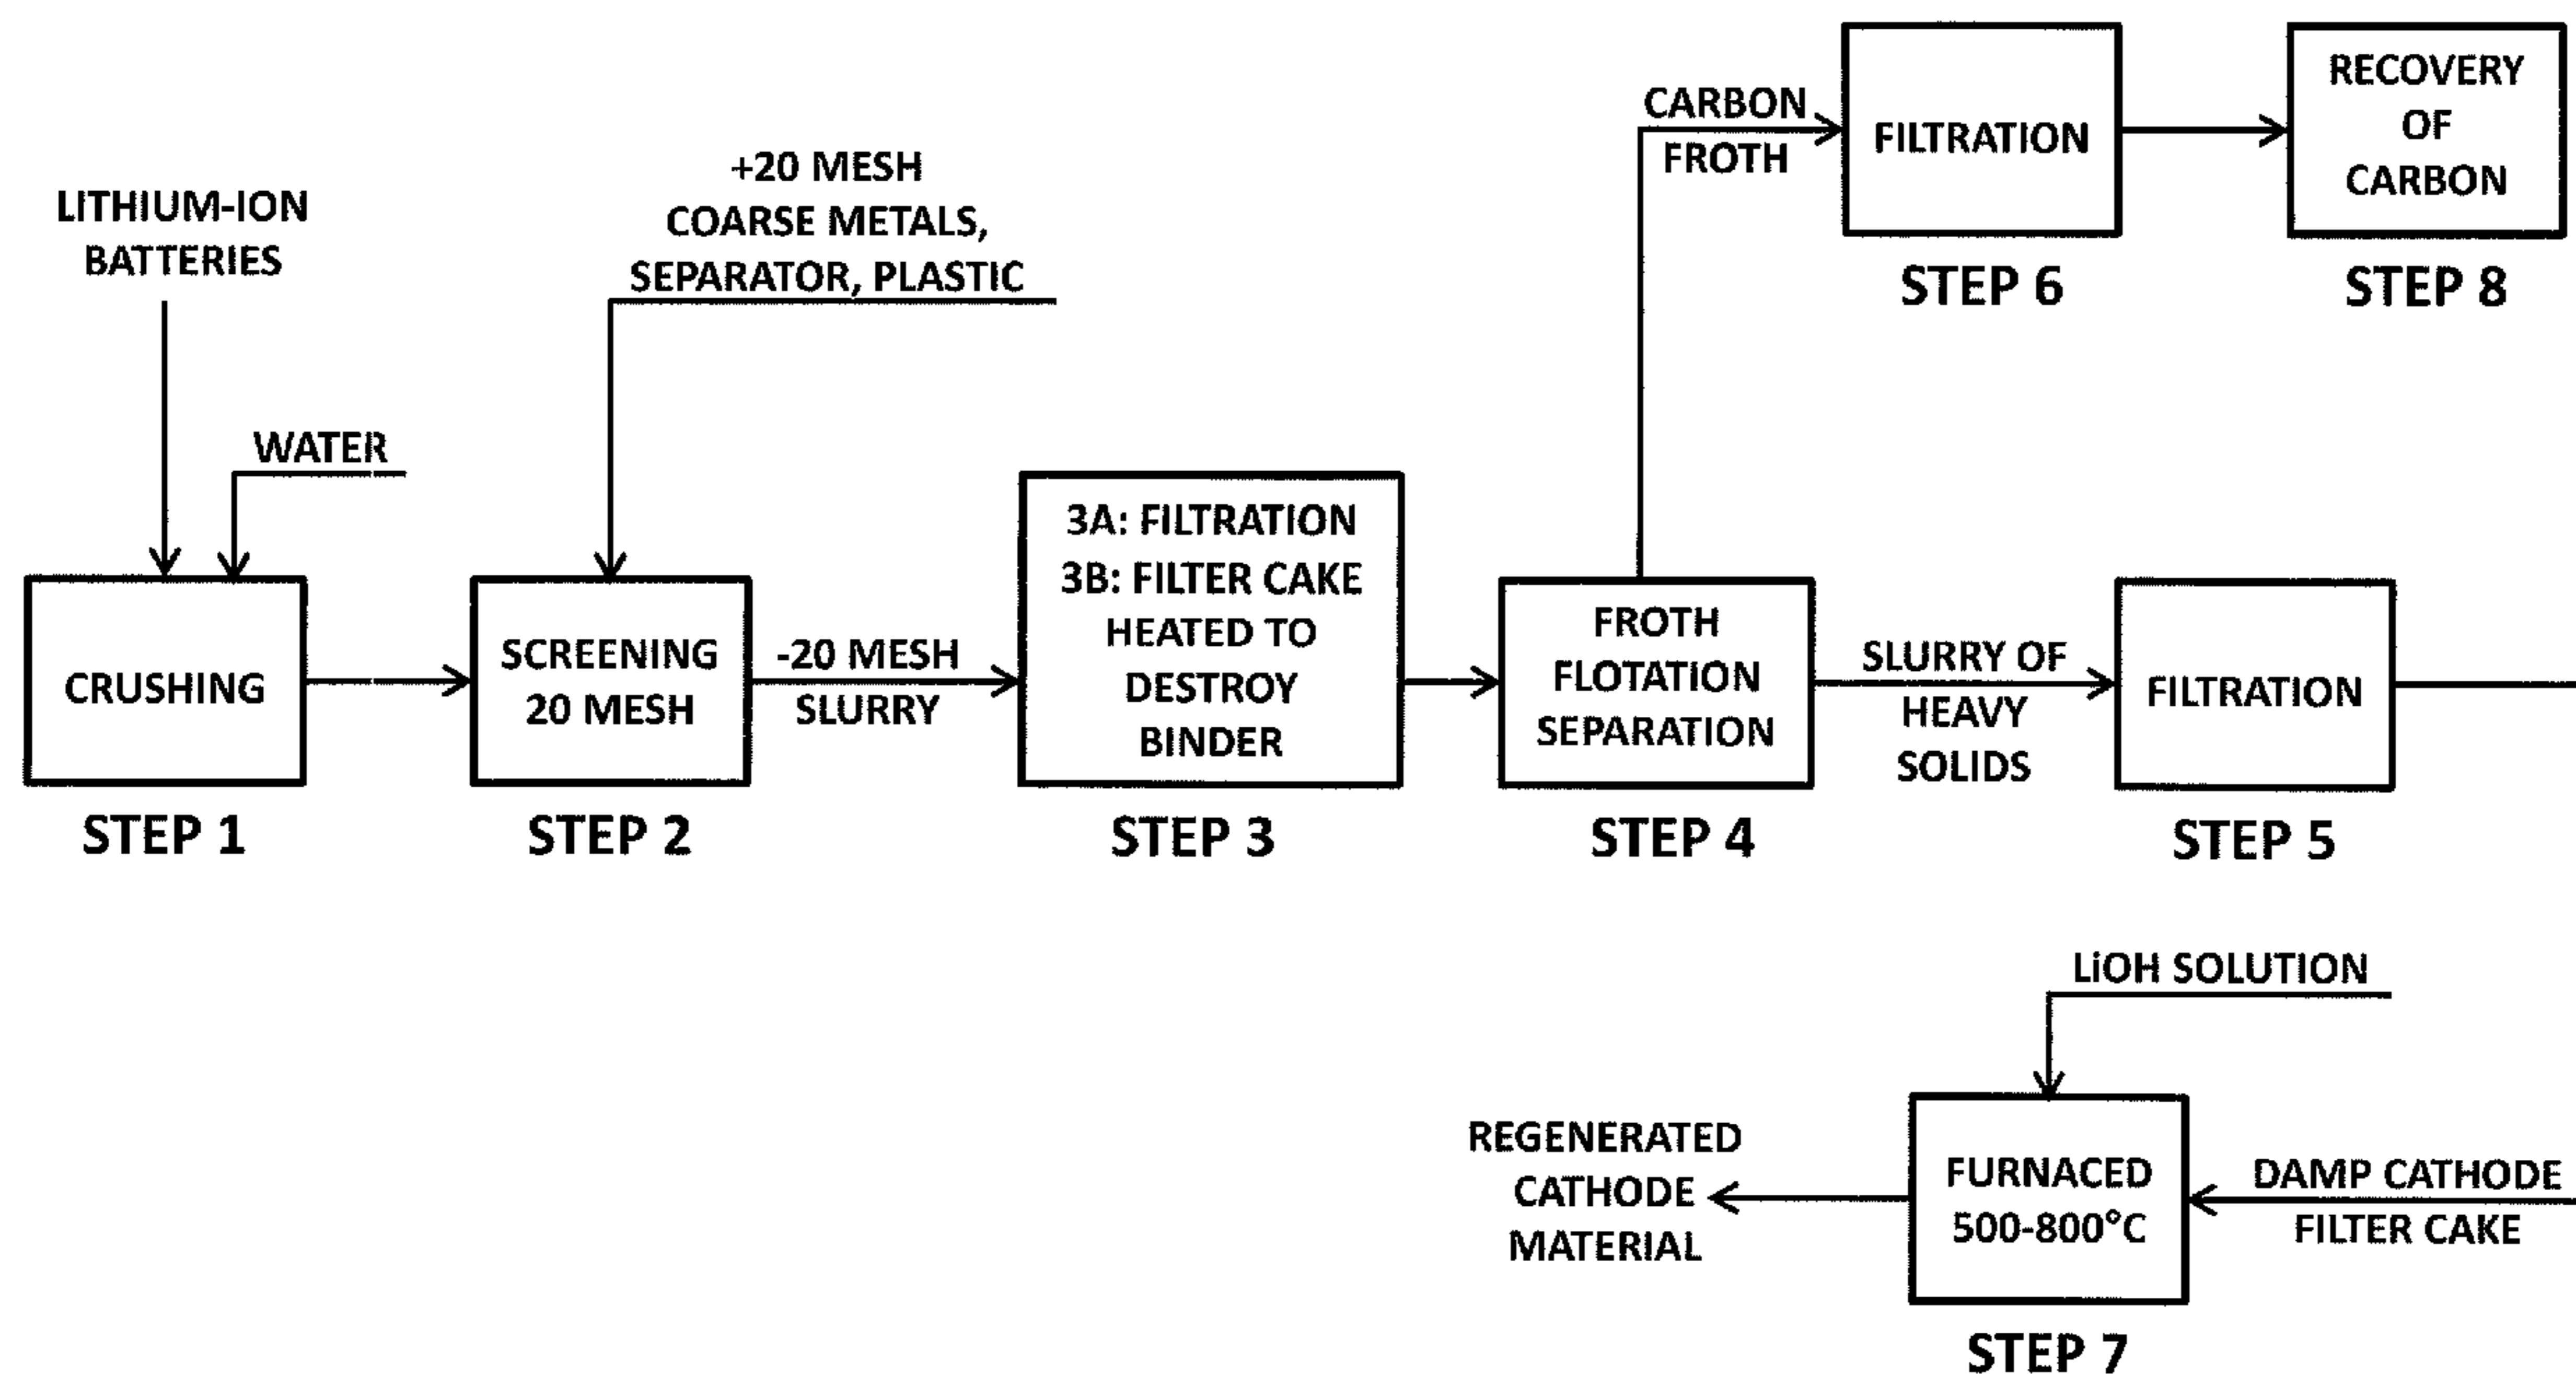 LITHIUM-ION
BATTERIES
WATER
CRUSHING
STEP 1
+20 MESH
COARSE METALS,
SEPARATOR, PLASTIC
SCREENING
20 MESH
STEP 2
-20 MESH
SLURRY
3A: FILTRATION
3B: FILTER CAKE
HEATED TO
DESTROY
BINDER
STEP 3
FROTH
FLOTATION
SEPARATION
STEP 4
CARBON
FROTH
FILTRATION
STEP 6
RECOVERY
OF
CARBON
STEP 8
SLURRY OF
HEAVY
SOLIDS
FILTRATION
STEP 5
LiOH SOLUTION
DAMP CATHODE
FILTER CAKE
FURNACED
500-800°C
STEP 7
REGENERATED
CATHODE
MATERIAL